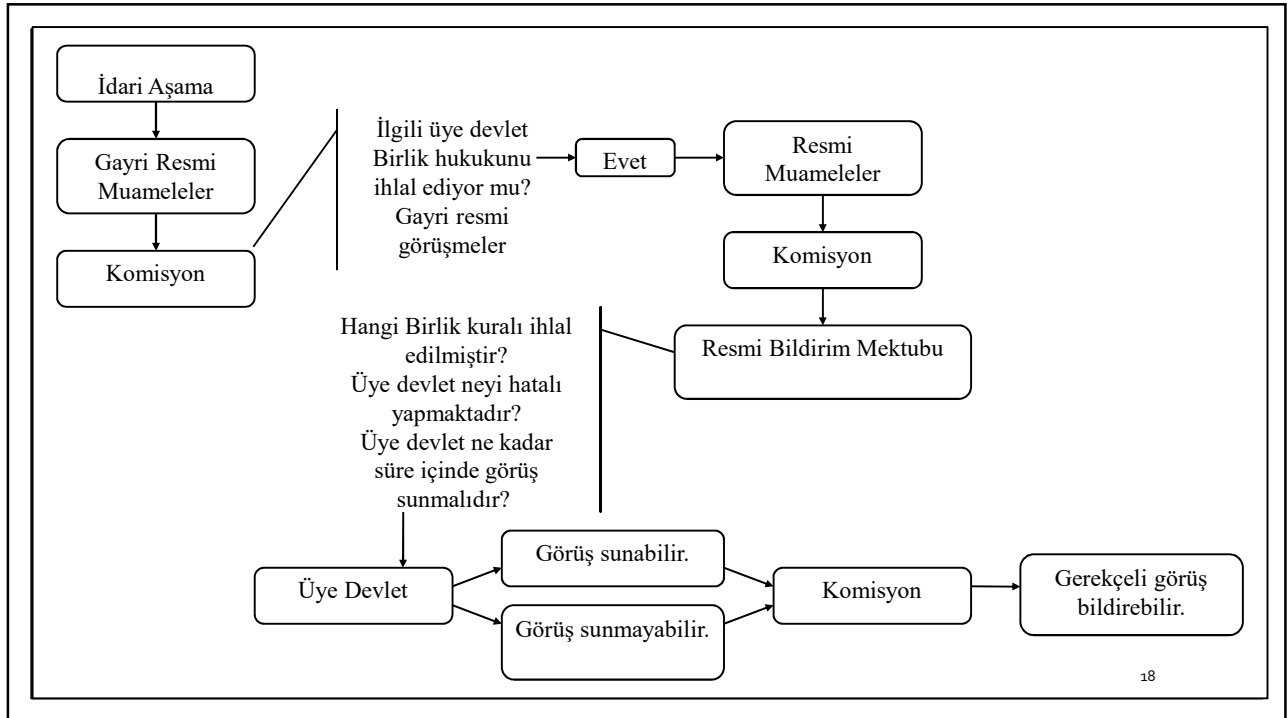 İdari Aşama
Gayri Resmi
Muameleler
Komisyon
İlgili üye devlet
Birlik hukukunu
ihlal ediyor mu?
Gayri resmi
görüşmeler
Evet
Resmi
Muameleler
Komisyon
Resmi Bildirim Mektubu
Hangi Birlik kuralı ihlal
edilmiştir?
Üye devlet neyi hatalı
yapmaktadır?
Üye devlet ne kadar
süre içinde görüş
sunmalıdır?
Üye Devlet
Görüş sunabilir.
Görüş sunmayabilir.
Komisyon
Gerekçeli görüş
bildirebilir.
18